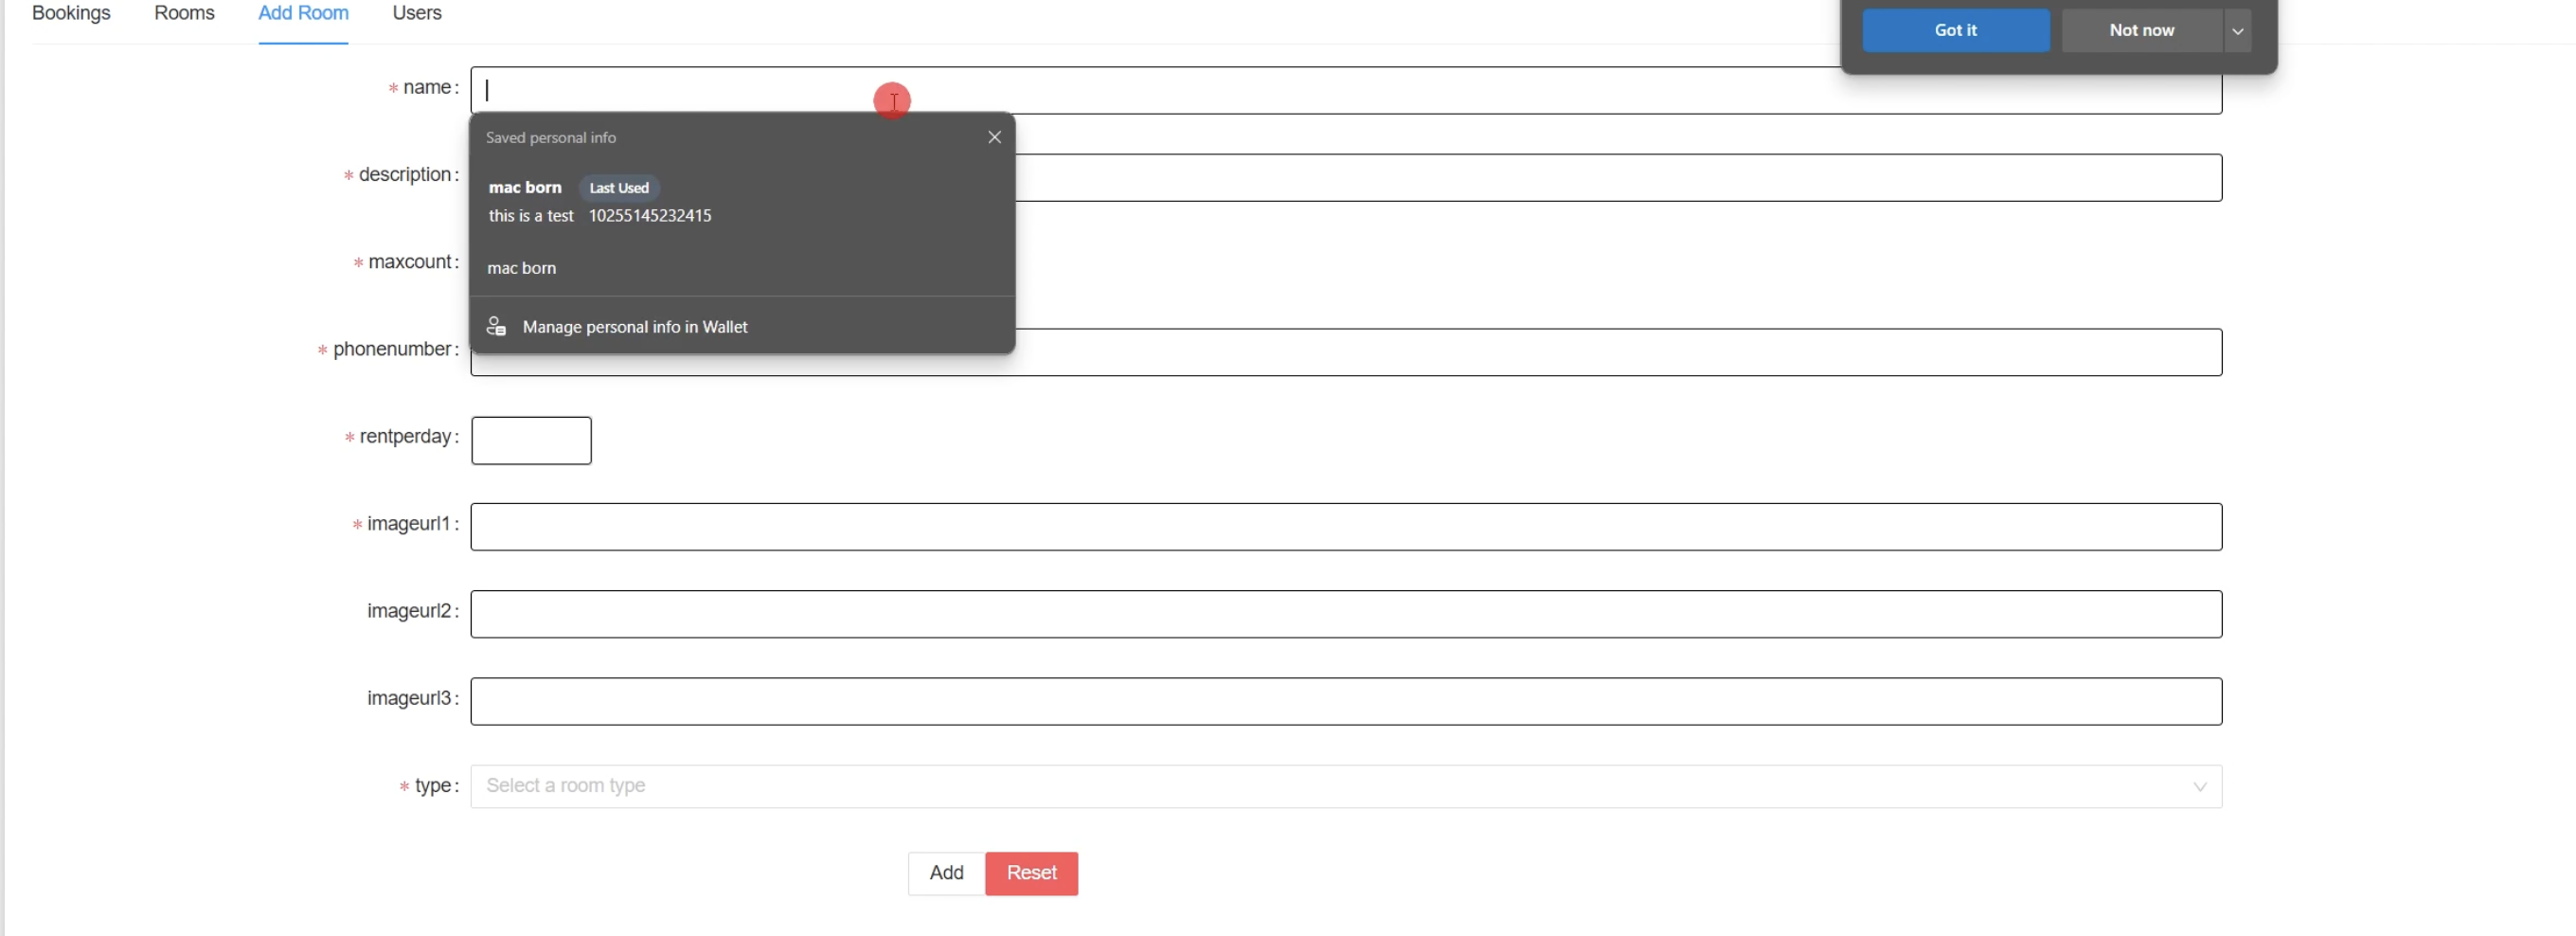 Bookings Rooms Add Room Users
Got it Not now
* name :
Saved personal info
mac born Last Used
this is a test 10255145232415
mac born
Manage personal info in Wallet
* description :
* maxcount :
* phonenumber :
* rentperday :
* imageurl1 :
imageurl2 :
imageurl3 :
* type : Select a room type
Add Reset